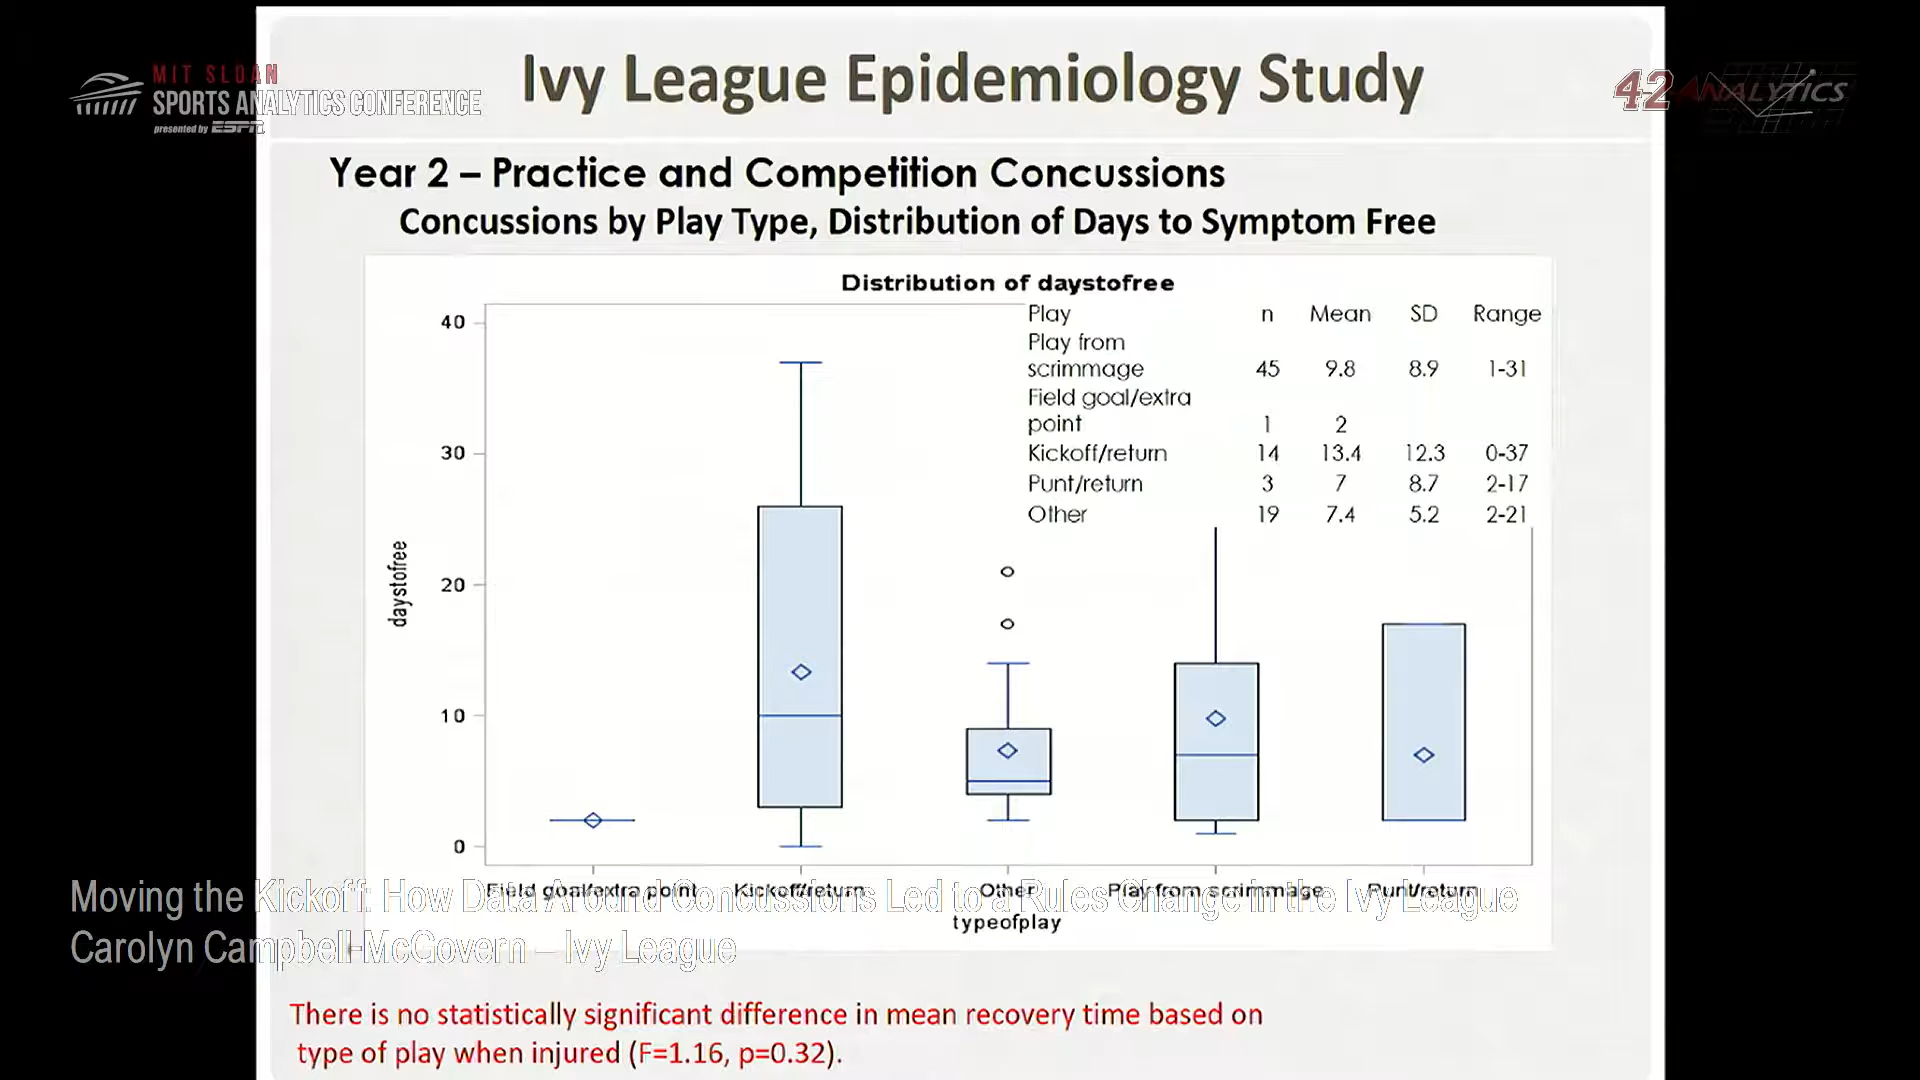 MIT SLOAN
SPORTS ANALYTICS CONFERENCE
presented by ESPN
42 ANALYTICS
Ivy League Epidemiology Study
Year 2 – Practice and Competition Concussions
Concussions by Play Type, Distribution of Days to Symptom Free
Distribution of daystofree
Play n Mean SD Range
Play from
scrimmage 45 9.8 8.9 1-31
Field goal/extra
point 1 2
Kickoff/return 14 13.4 12.3 0-37
Punt/return 3 7 8.7 2-17
Other 19 7.4 5.2 2-21
40
30
20
10
0
daystofree
Field goal/extra point Kickoff/return Other Play from scrimmage Punt/return
typeofplay
Moving the Kickoff: How Data Around Concussions Led to a Rules Change in the Ivy League
Carolyn Campbell-McGovern – Ivy League
There is no statistically significant difference in mean recovery time based on
type of play when injured (F=1.16, p=0.32).